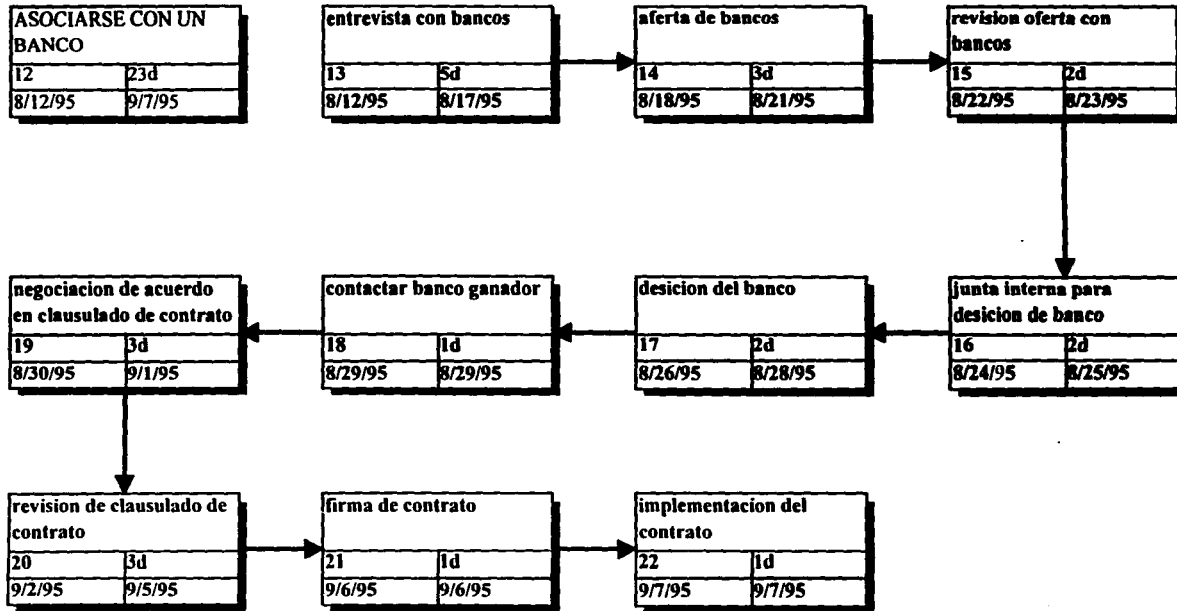 ASOCIARSE CON UN
BANCO
12 23d
8/12/95 9/7/95
entrevista con bancos
13 5d
8/12/95 8/17/95
aferta de bancos
14 3d
8/18/95 8/21/95
revision oferta con
bancos
15 2d
8/22/95 8/23/95
negociacion de acuerdo
en clausulado de contrato
19 3d
8/30/95 9/1/95
contactar banco ganador
18 1d
8/29/95 8/29/95
desicion del banco
17 2d
8/26/95 8/28/95
junta interna para
desicion de banco
16 2d
8/24/95 8/25/95
revision de clausulado de
contrato
20 3d
9/2/95 9/5/95
firma de contrato
21 1d
9/6/95 9/6/95
implementacion del
contrato
22 1d
9/7/95 9/7/95